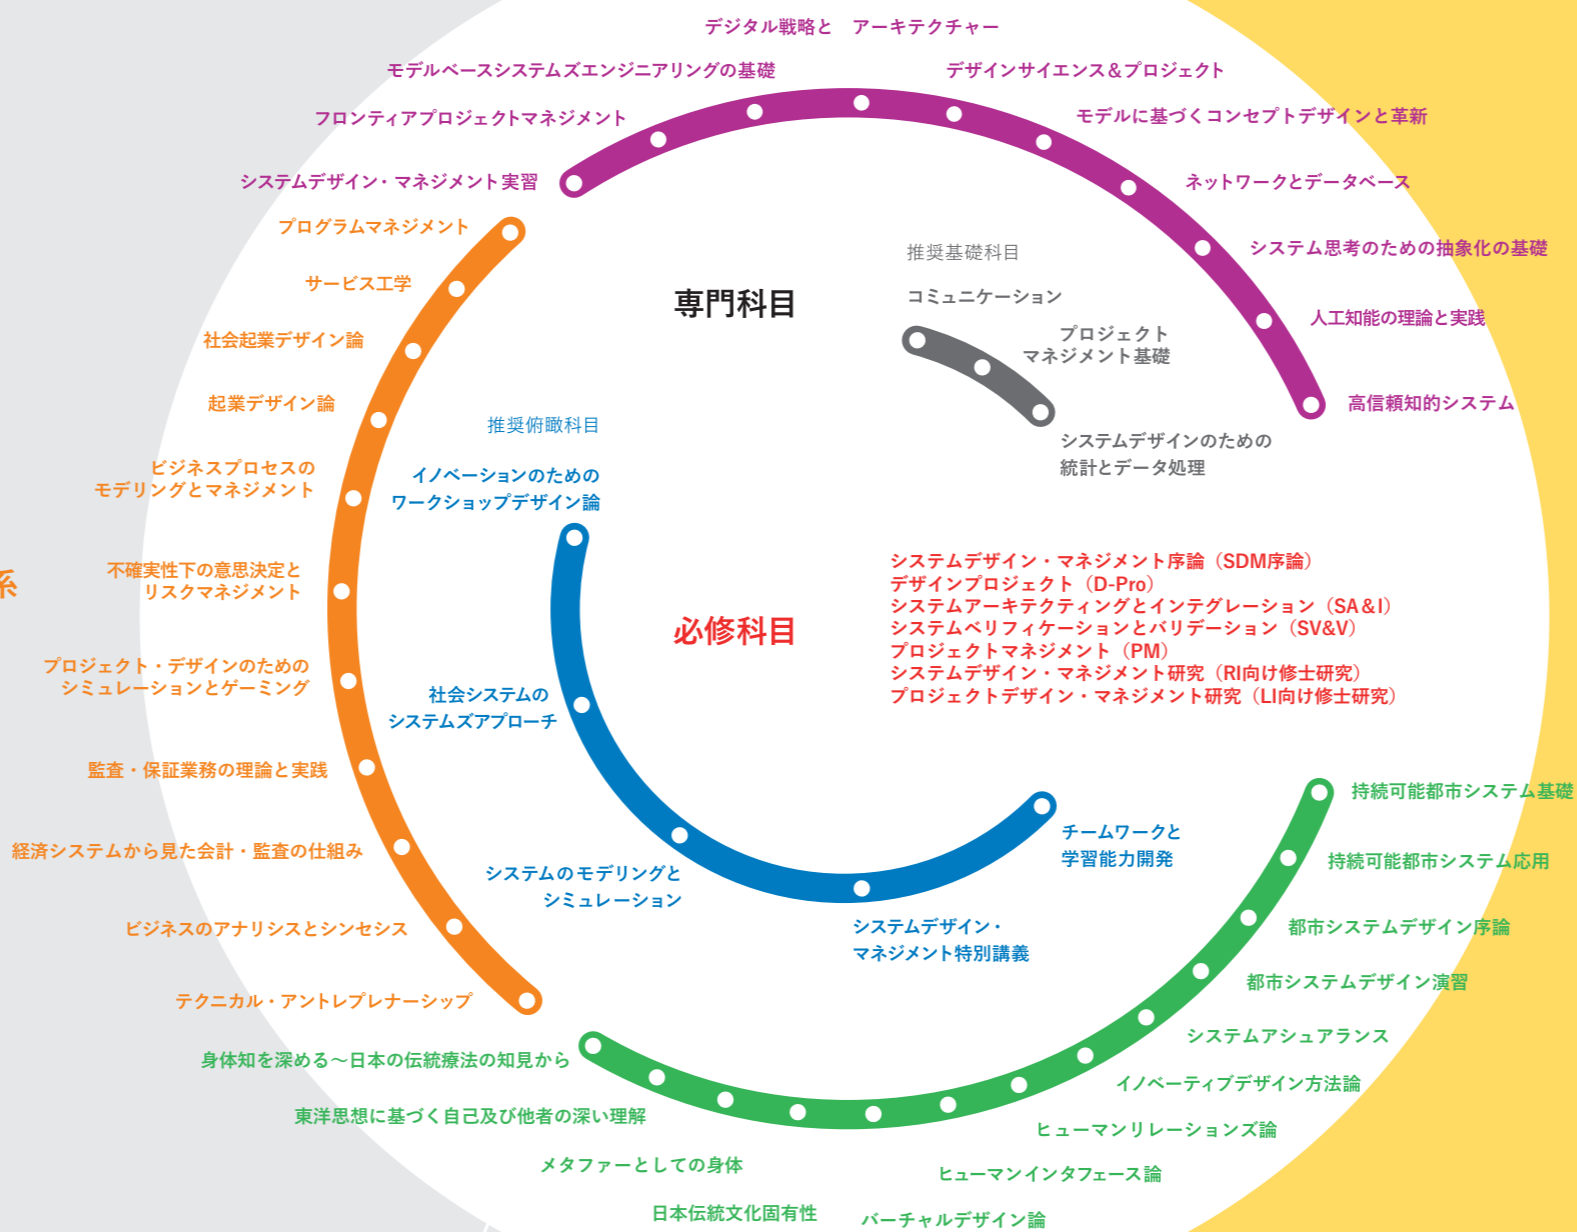 デジタル戦略と アーキテクチャー
モデルベースシステムズエンジニアリングの基礎
デザインサイエンス＆プロジェクト
フロンティアプロジェクトマネジメント
モデルに基づくコンセプトデザインと革新
システムデザイン・マネジメント実習
ネットワークとデータベース
システム思考のための抽象化の基礎
人工知能の理論と実践
高信頼知的システム
プログラムマネジメント
サービス工学
社会起業デザイン論
起業デザイン論
ビジネスプロセスの
モデリングとマネジメント
不確実性下の意思決定と
リスクマネジメント
系
プロジェクト・デザインのための
シミュレーションとゲーミング
監査・保証業務の理論と実践
経済システムから見た会計・監査の仕組み
ビジネスのアナリシスとシンセシス
テクニカル・アントレプレナーシップ
専門科目
推奨基礎科目
コミュニケーション
プロジェクト
マネジメント基礎
システムデザインのための
統計とデータ処理
推奨俯瞰科目
イノベーションのための
ワークショップデザイン論
社会システムの
システムズアプローチ
システムのモデリングと
シミュレーション
システムデザイン・
マネジメント特別講義
チームワークと
学習能力開発
必修科目
システムデザイン・マネジメント序論（SDM序論）
デザインプロジェクト（D-Pro）
システムアーキテクティングとインテグレーション（SA＆I）
システムベリフィケーションとバリデーション（SV&V）
プロジェクトマネジメント（PM）
システムデザイン・マネジメント研究（RI向け修士研究）
プロジェクトデザイン・マネジメント研究（LI向け修士研究）
持続可能都市システム基礎
持続可能都市システム応用
都市システムデザイン序論
都市システムデザイン演習
システムアシュアランス
イノベーティブデザイン方法論
ヒューマンリレーションズ論
ヒューマンインタフェース論
バーチャルデザイン論
日本伝統文化固有性
メタファーとしての身体
東洋思想に基づく自己及び他者の深い理解
身体知を深める～日本の伝統療法の知見から